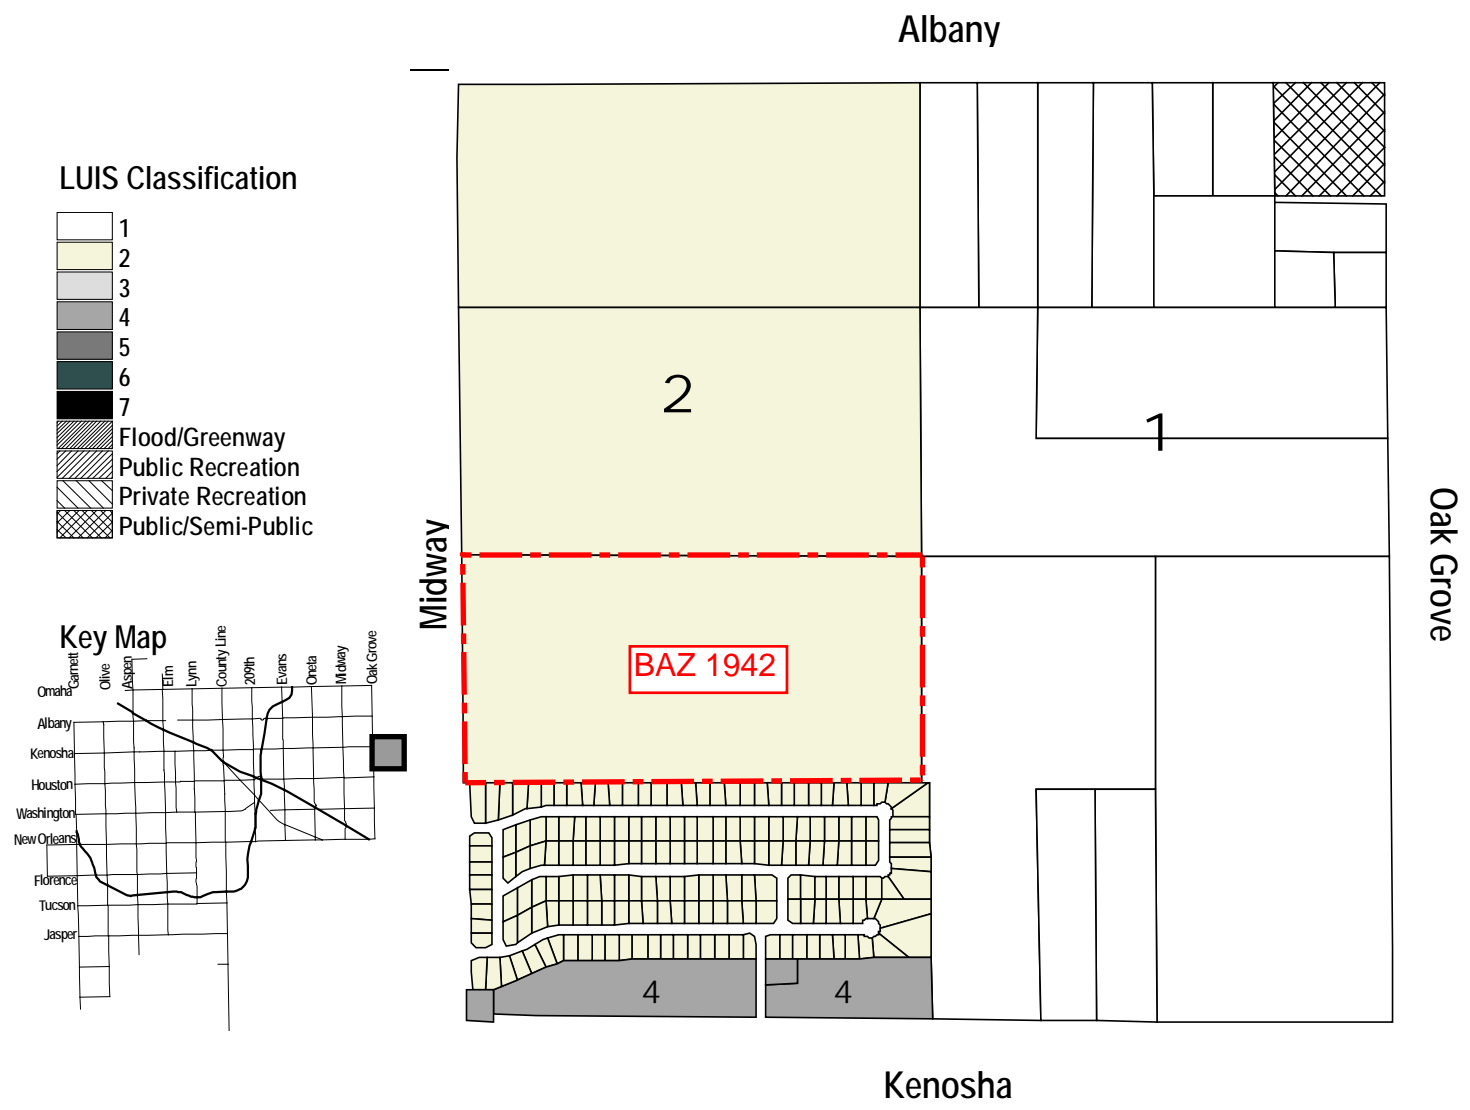 Albany
LUIS Classification
1
2
3
4
5
6
7
Flood/Greenway
Public Recreation
Private Recreation
Public/Semi-Public
2
1
Midway
Oak Grove
BAZ 1942
4
4
Kenosha
Key Map
Garnett
Olive
Aspen
Elm
Lynn
County Line
209th
Evans
Oneta
Midway
Oak Grove
Omaha
Albany
Kenosha
Houston
Washington
New Orleans
Florence
Tucson
Jasper